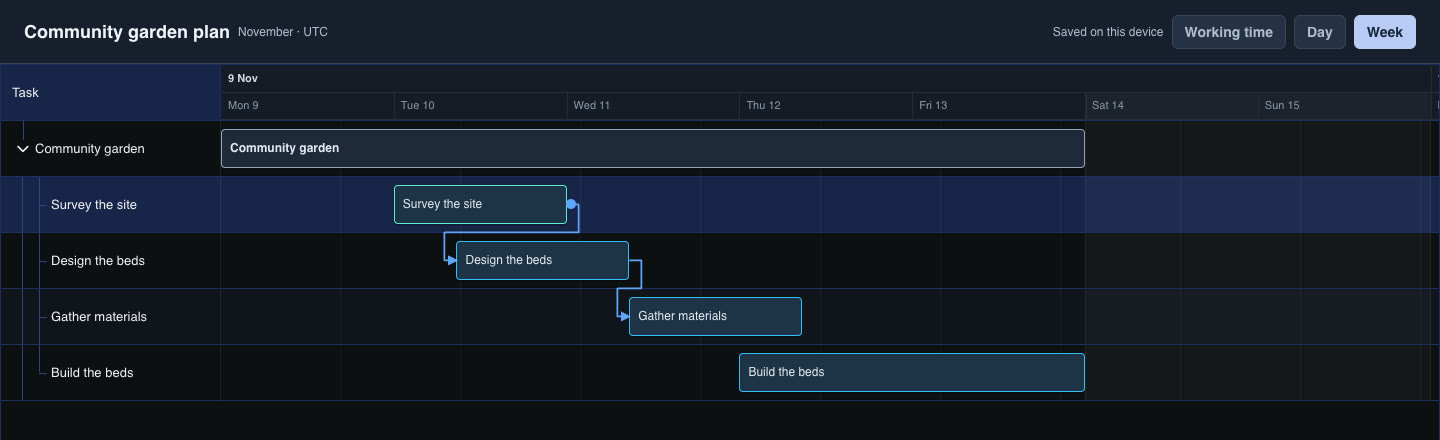 Community garden plan November · UTC
Saved on this device Working time Day Week
Task
9 Nov
Mon 9 Tue 10 Wed 11 Thu 12 Fri 13 Sat 14 Sun 15
Community garden
Community garden
Survey the site
Survey the site
Design the beds
Design the beds
Gather materials
Gather materials
Build the beds
Build the beds